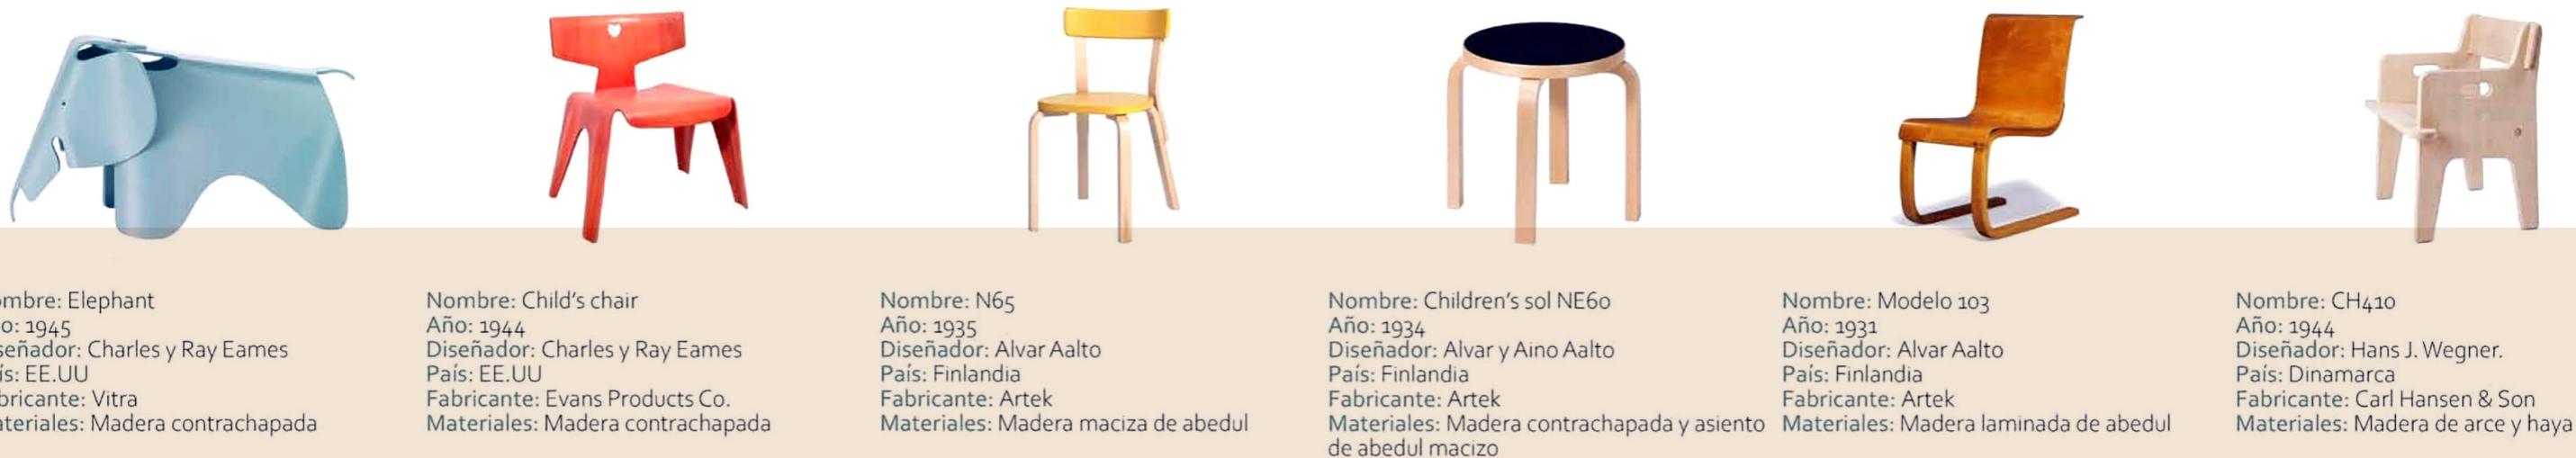 ombre: Elephant
o: 1945
señador: Charles y Ray Eames
ís: EE.UU
bricante: Vitra
ateriales: Madera contrachapada
Nombre: Child's chair
Año: 1944
Diseñador: Charles y Ray Eames
País: EE.UU
Fabricante: Evans Products Co.
Materiales: Madera contrachapada
Nombre: N65
Año: 1935
Diseñador: Alvar Aalto
País: Finlandia
Fabricante: Artek
Materiales: Madera maciza de abedul
Nombre: Children's sol NE60
Año: 1934
Diseñador: Alvar y Aino Aalto
País: Finlandia
Fabricante: Artek
Materiales: Madera contrachapada y asiento
de abedul macizo
Nombre: Modelo 103
Año: 1931
Diseñador: Alvar Aalto
País: Finlandia
Fabricante: Artek
Materiales: Madera laminada de abedul
Nombre: CH410
Año: 1944
Diseñador: Hans J. Wegner.
País: Dinamarca
Fabricante: Carl Hansen & Son
Materiales: Madera de arce y haya